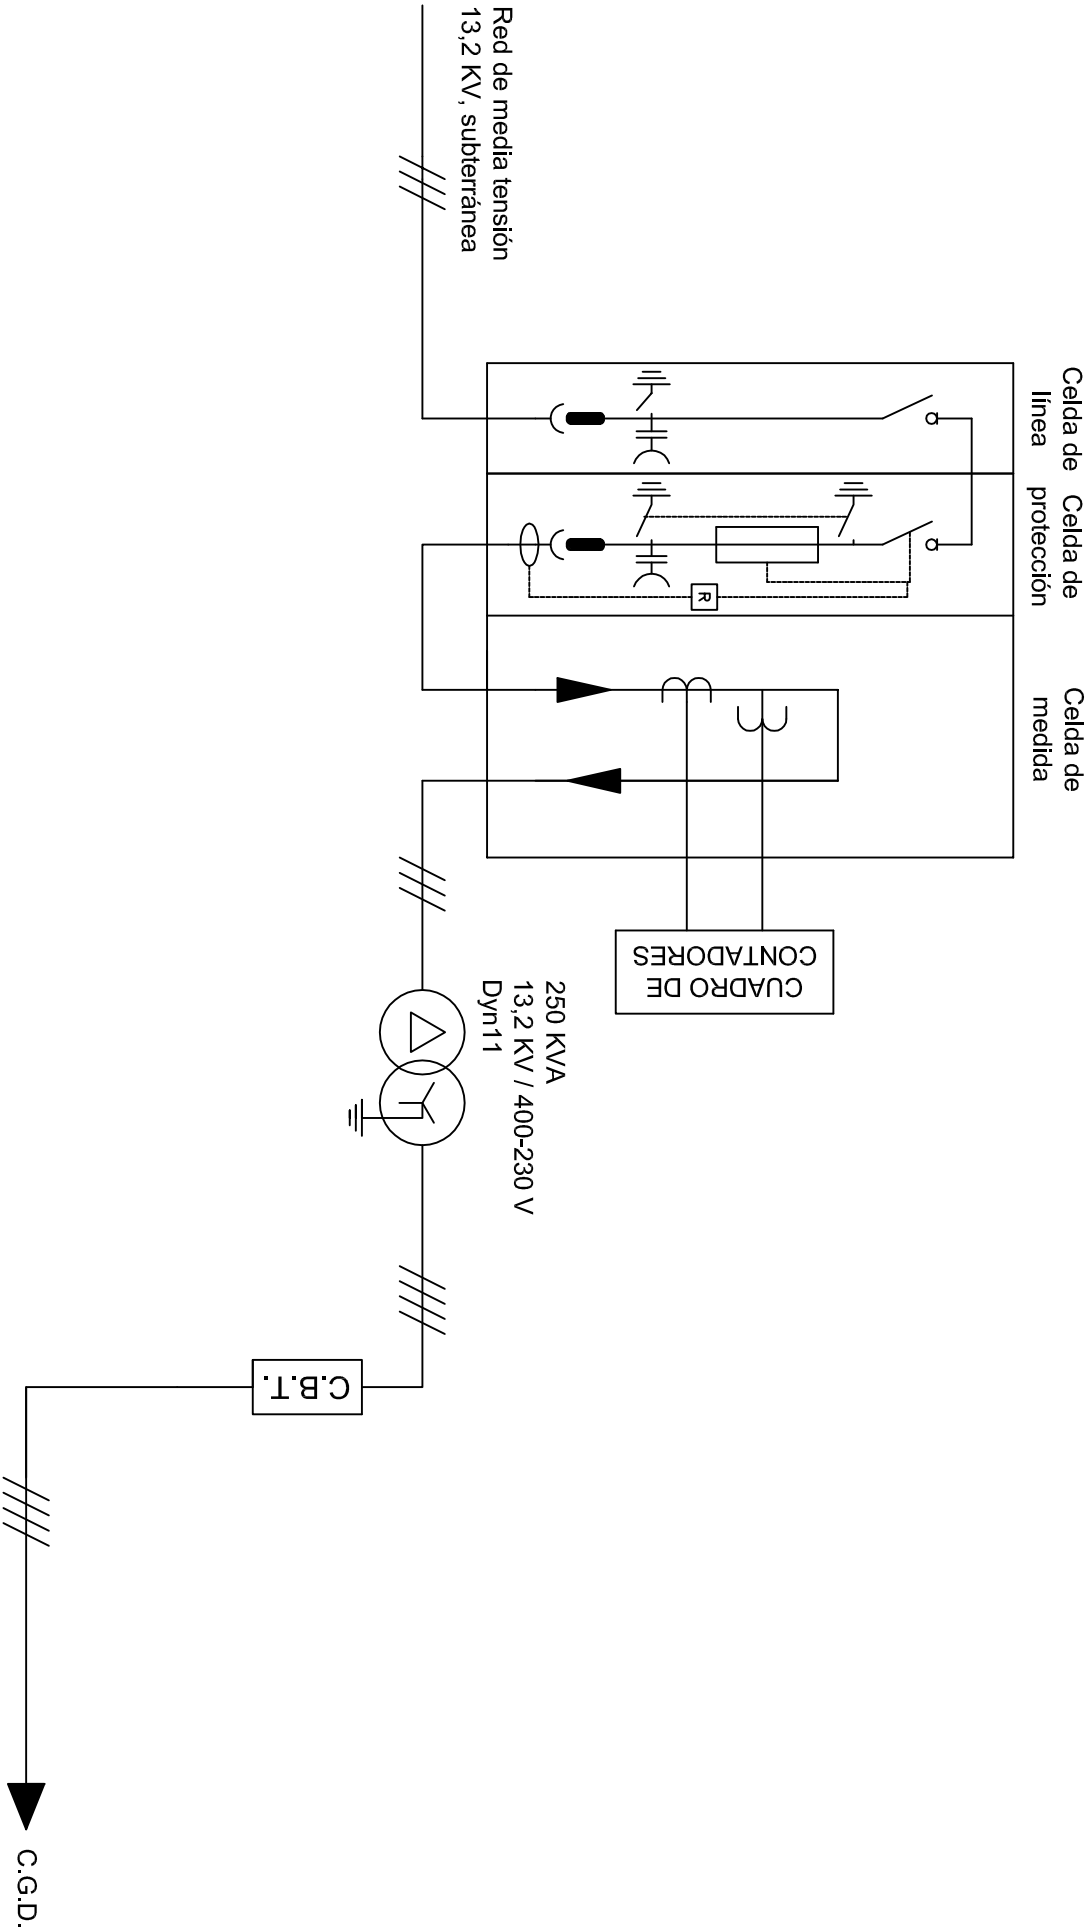 Red de media tensión
13,2 KV, subterránea
Celda de
línea
Celda de
protección
Celda de
medida
R
CUADRO DE
CONTADORES
250 KVA
13,2 KV / 400-230 V
Dyn11
C.B.T.
C.G.D.